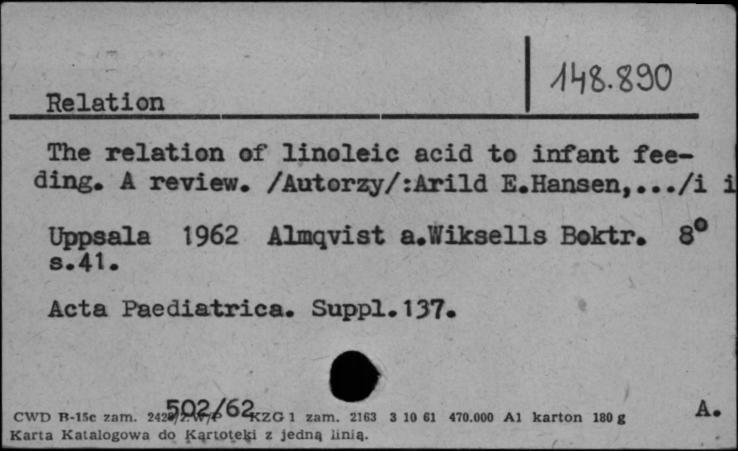 148.890
Relation
The relation of linoleic acid to infant fee-
ding. A review. /Autorzy/:Arild E.Hansen,.../i i
Uppsala 1962 Almqvist a.Wiksells Boktr. 8°
s.41.
Acta Paediatrica. Suppl.137.
502/62
CWD B-15c zam. KZG 1 zam. 2163 3 10 61 470.000 A1 karton 180 g
A.
Karta Katalogowa do Kartoteki z jedną linią.